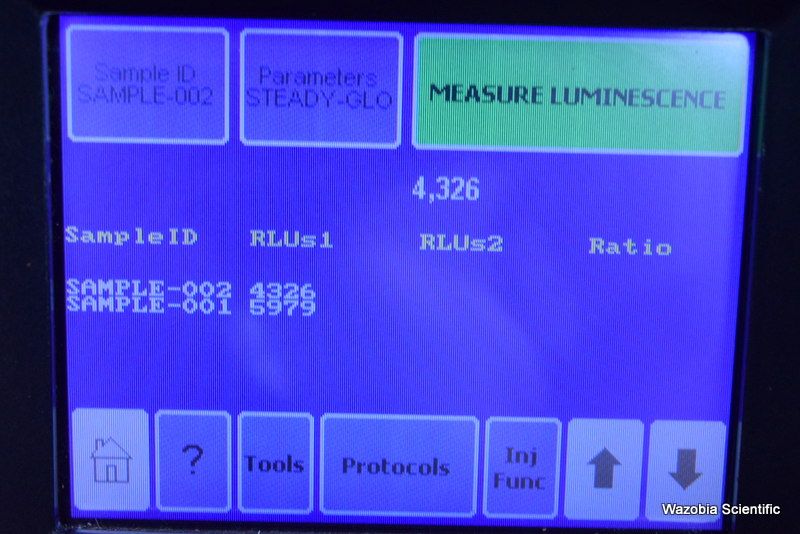 Sample ID
SAMPLE-002
Parameters
STEADY-GLO
MEASURE LUMINESCENCE
4,326
SampleID RLUs1 RLUs2 Ratio
SAMPLE-002 4326
SAMPLE-001 5979
?
Tools
Protocols
Inj
Func
Wazobia Scientific